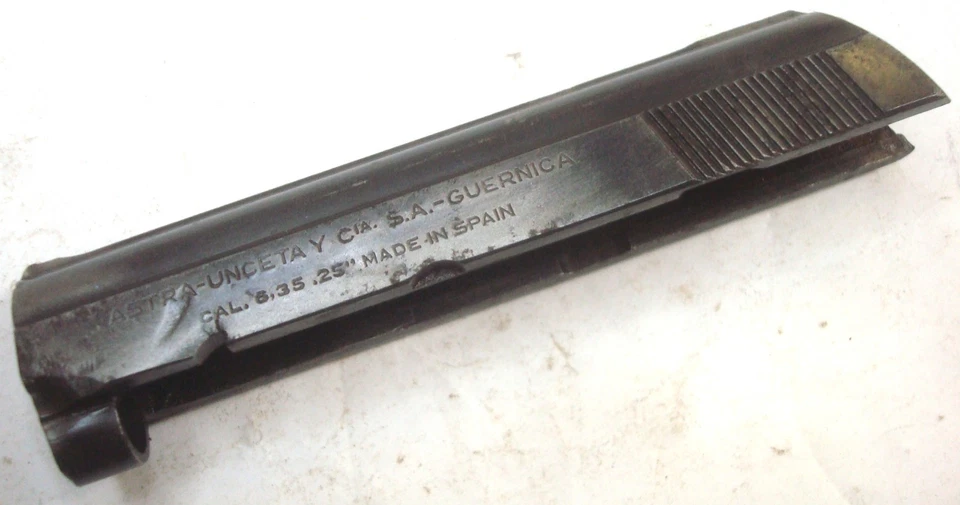 ASTRA-UNCETA Y CIA. S.A.-GUERNICA
CAL. 6,35 .25" MADE IN SPAIN